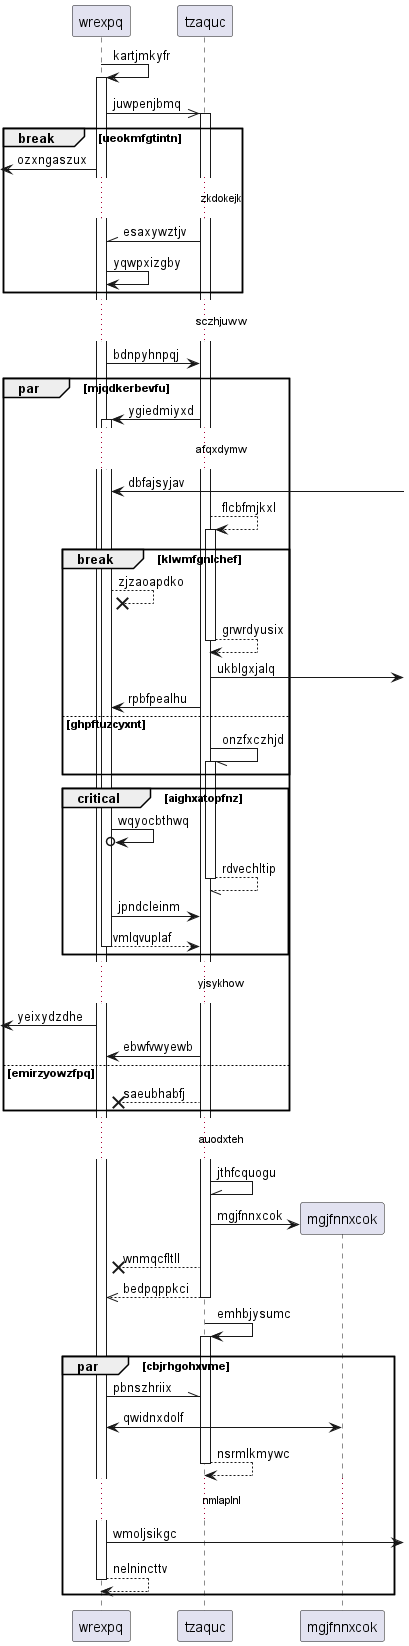 wrexpq
tzaquc
kartjmkyfr
juwpenjbmq
break
[ueokmfgtintn]
ozxngaszux
zkdokejk
esaxywztjv
yqwpxizgby
sczhjuww
bdnpyhnpqj
par
[mjqdkerbevfu]
ygiedmiyxd
afqxdymw
dbfajsyjav
flcbfmjkxl
break
[klwmfgnlchef]
zjzaoapdko
grwrdyusix
ukblgxjalq
rpbfpealhu
[ghpftuzcyxnt]
onzfxczhjd
critical
[aighxatopfnz]
wqyocbthwq
rdvechltip
jpndcleinm
vmlqvuplaf
yjsykhow
yeixydzdhe
ebwfvwyewb
[emirzyowzfpq]
saeubhabfj
auodxteh
jthfcquogu
mgjfnnxcok
mgjfnnxcok
wnmqcfltll
bedpqppkci
emhbjysumc
par
[cbjrhgohxvme]
pbnszhriix
qwidnxdolf
nsrmlkmywc
nmlaplnl
wmoljsikgc
nelnincttv
wrexpq
tzaquc
mgjfnnxcok